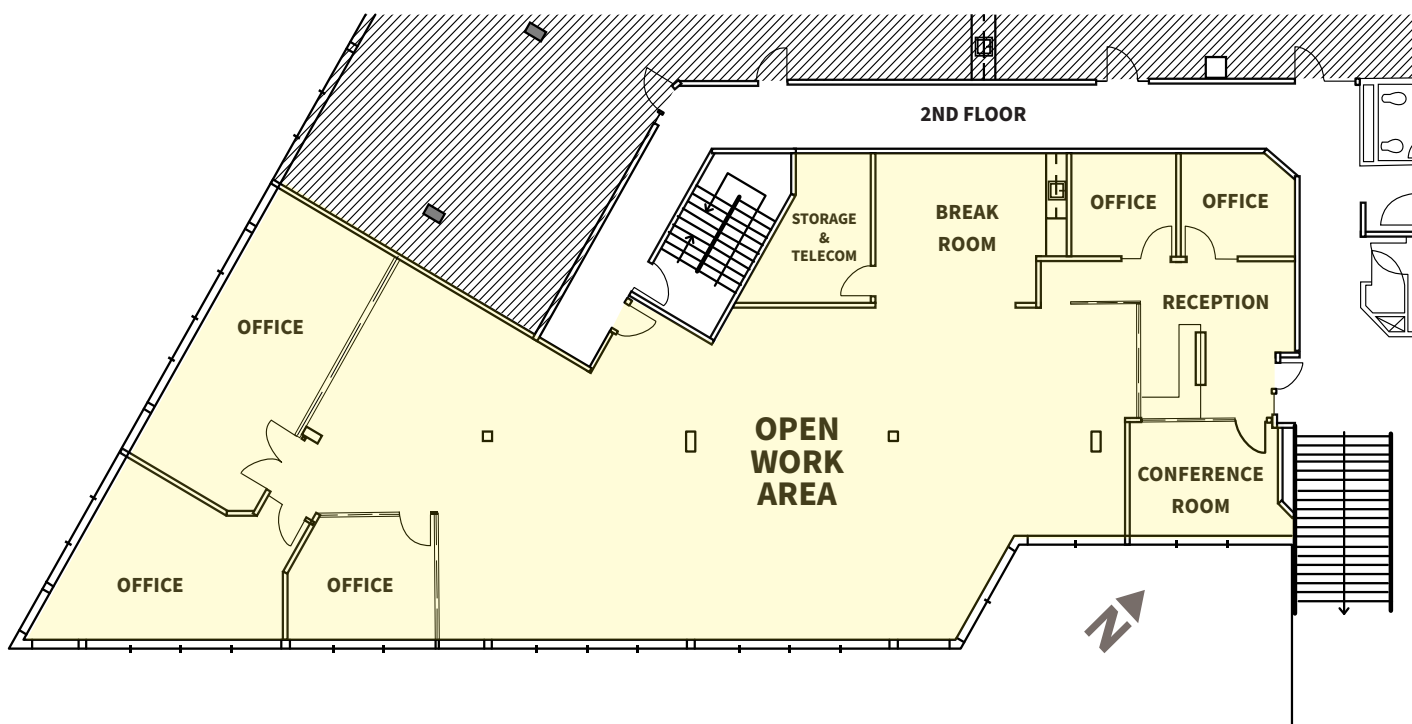 2ND FLOOR
STORAGE
&
TELECOM
BREAK
ROOM
OFFICE
OFFICE
RECEPTION
OFFICE
OPEN
WORK
AREA
CONFERENCE
ROOM
OFFICE
OFFICE
N